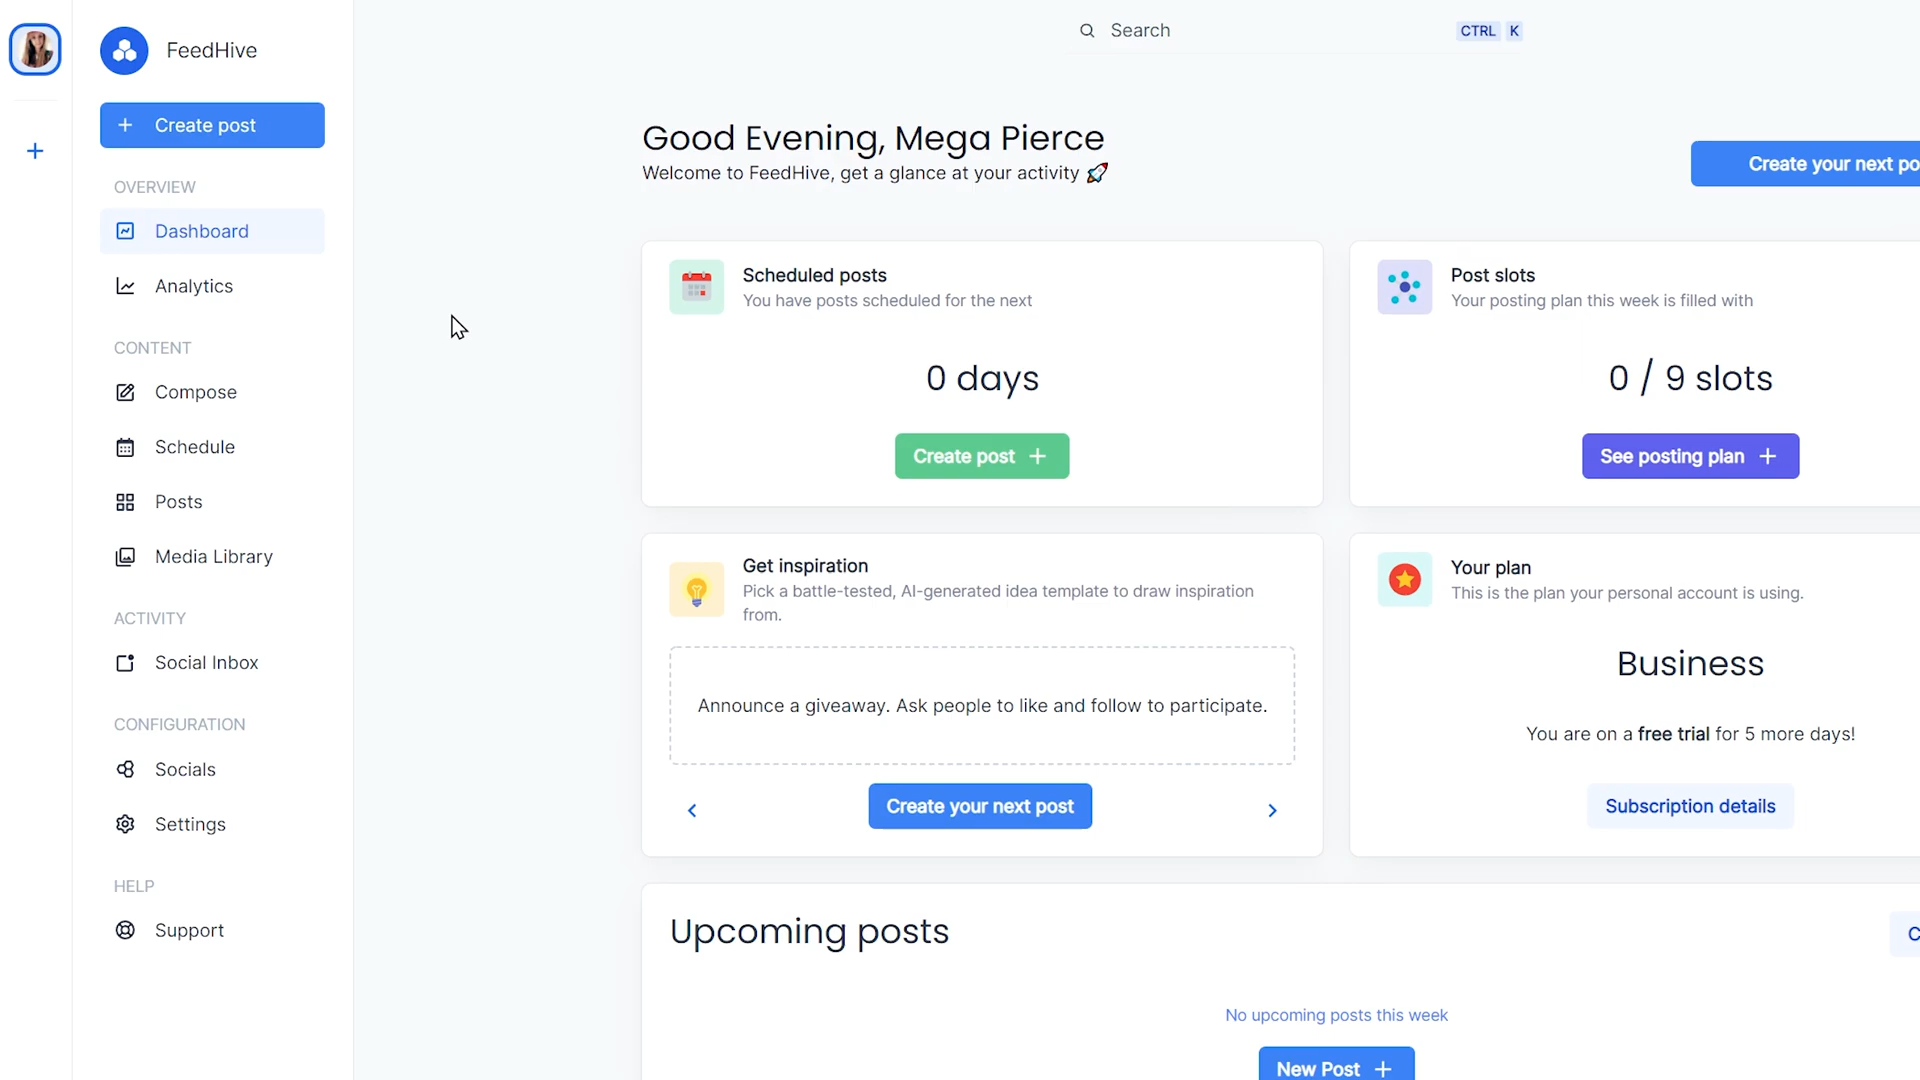 FeedHive
Create post
OVERVIEW
Dashboard
Analytics
CONTENT
Compose
Schedule
Posts
Media Library
ACTIVITY
Social Inbox
CONFIGURATION
Socials
Settings
HELP
Support
Search
CTRL K
Good Evening, Mega Pierce
Welcome to FeedHive, get a glance at your activity 🚀
Create your next po
Scheduled posts
You have posts scheduled for the next
0 days
Create post
Post slots
Your posting plan this week is filled with
0 / 9 slots
See posting plan
Get inspiration
Pick a battle-tested, AI-generated idea template to draw inspiration
from.
Announce a giveaway. Ask people to like and follow to participate.
Create your next post
Your plan
This is the plan your personal account is using.
Business
You are on a free trial for 5 more days!
Subscription details
Upcoming posts
C
No upcoming posts this week
New Post